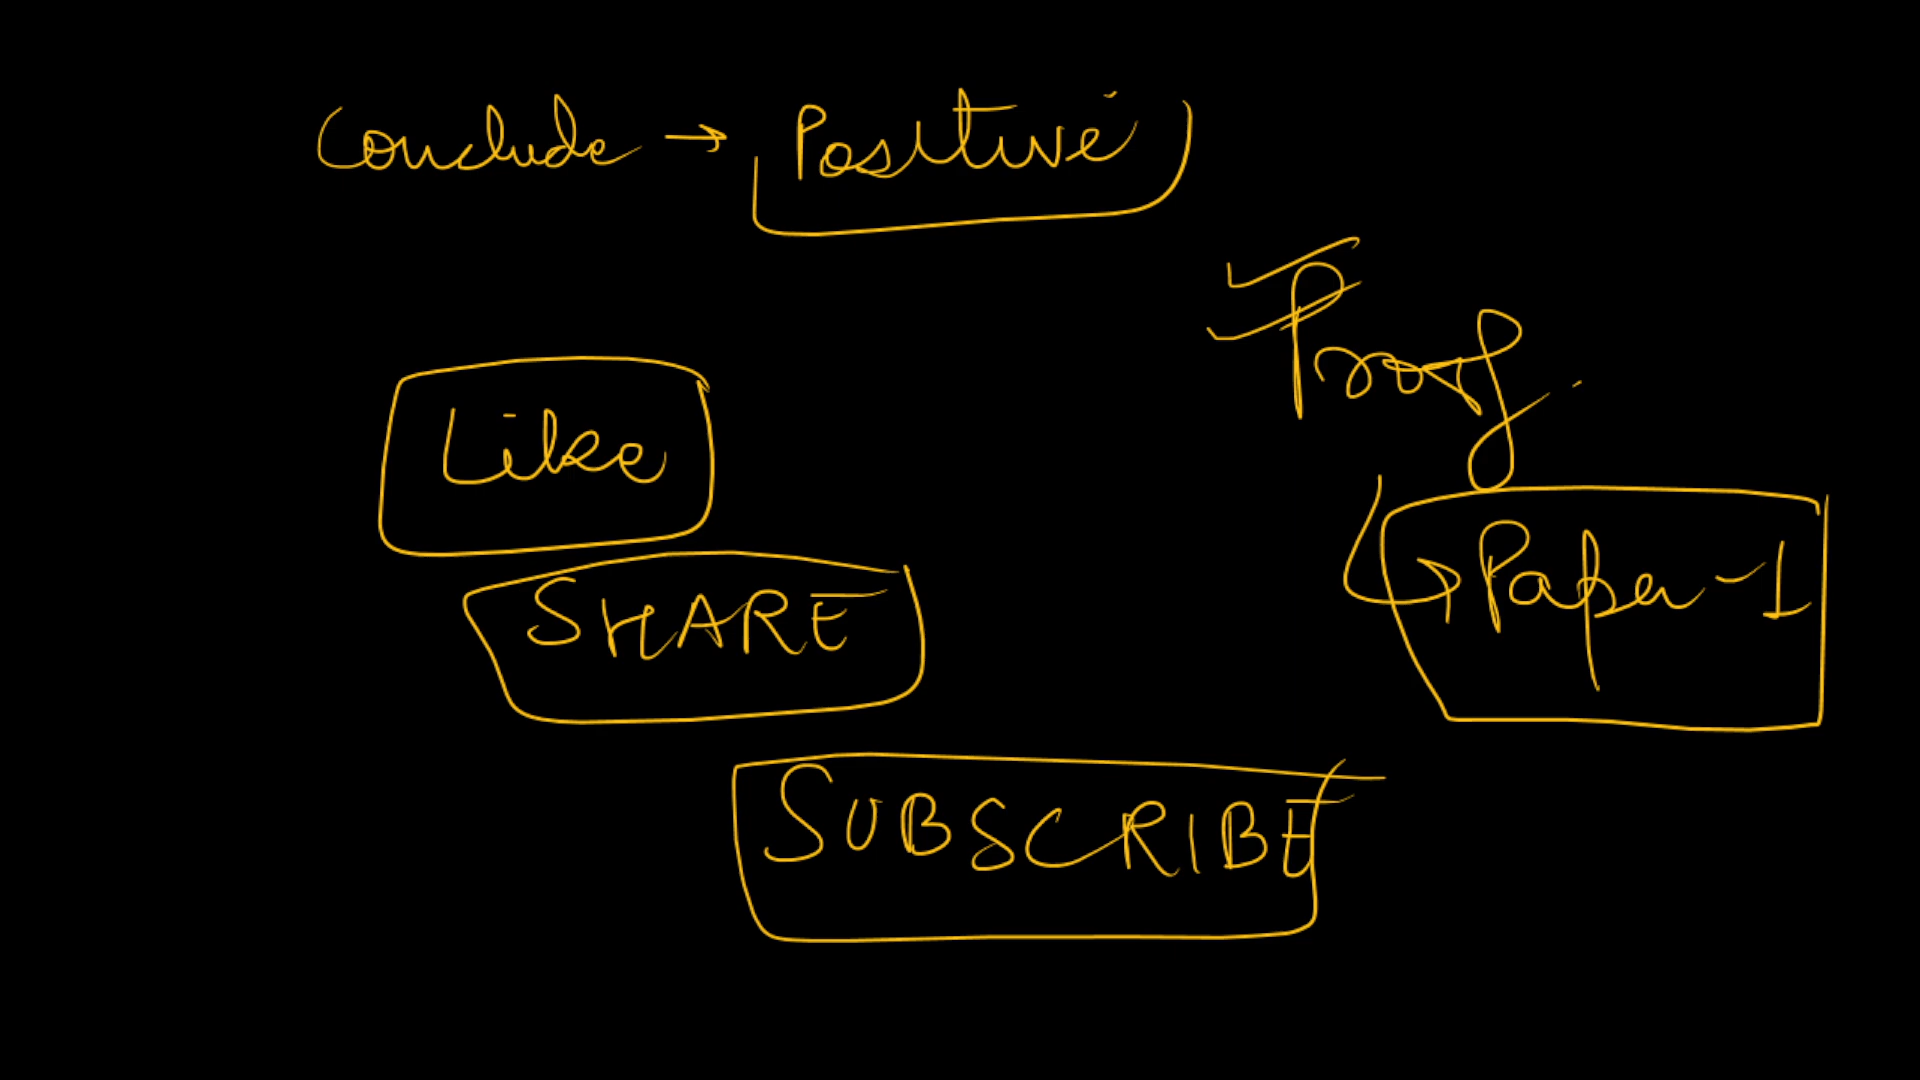 Conclude → Positive
Proof.
Like
Paper-1
SHARE
SUBSCRIBE